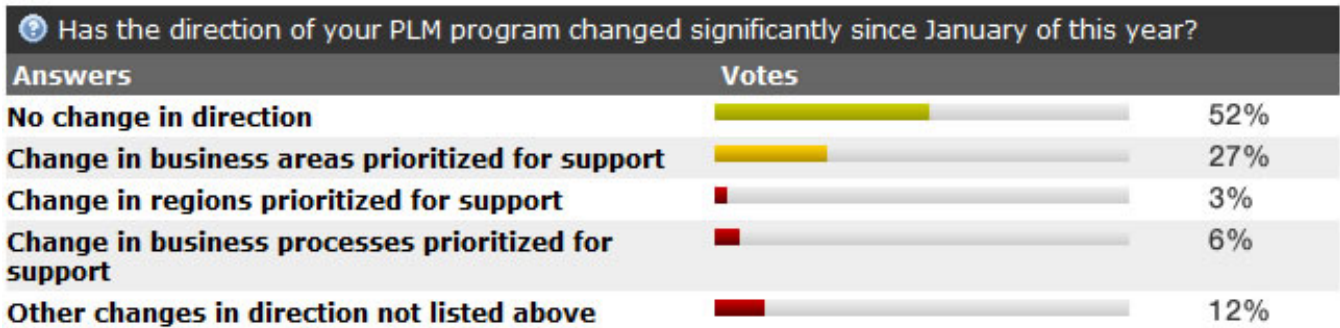 Has the direction of your PLM program changed significantly since January of this year?
Answers Votes
No change in direction 52%
Change in business areas prioritized for support 27%
Change in regions prioritized for support 3%
Change in business processes prioritized for 6%
support
Other changes in direction not listed above 12%